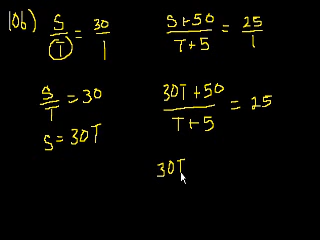 106) S/T = 30/1
S+50/T+5 = 25/1
S/T = 30
S = 30T
30T+50/T+5 = 25
30T